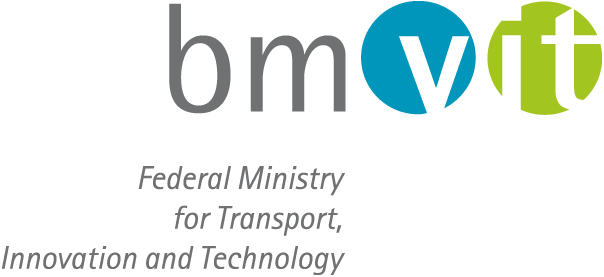 bmvit
Federal Ministry
for Transport,
Innovation and Technology